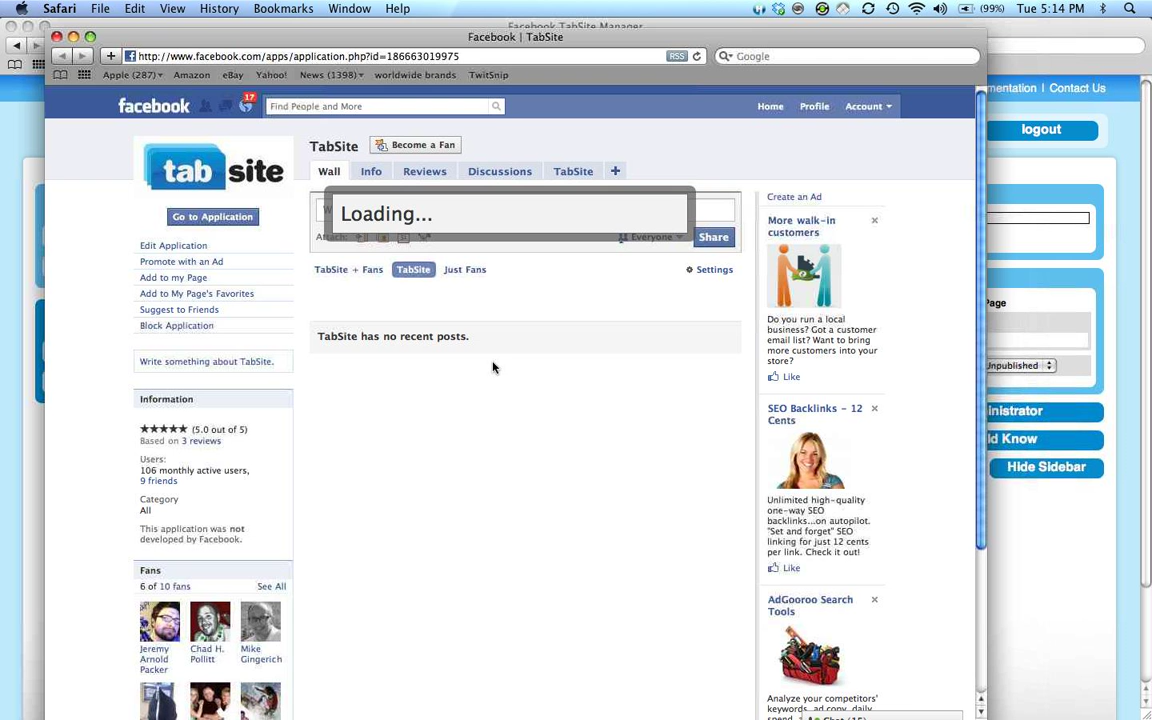 Safari File Edit View History Bookmarks Window Help (99%) Tue 5:14 PM
Facebook TabSite Manager
Facebook | TabSite
http://www.facebook.com/apps/application.php?id=186663019975 RSS Google
Apple (287) Amazon eBay Yahoo! News (1398) worldwide brands TwitSnip
mentation | Contact Us
logout
facebook 17 Find People and More Home Profile Account
tab site
TabSite Become a Fan
Wall Info Reviews Discussions TabSite +
Loading...
Attach: Everyone Share
TabSite + Fans TabSite Just Fans Settings
TabSite has no recent posts.
Go to Application
Edit Application
Promote with an Ad
Add to my Page
Add to My Page's Favorites
Suggest to Friends
Block Application
Write something about TabSite.
Information
★★★★★ (5.0 out of 5)
Based on 3 reviews
Users:
106 monthly active users,
9 friends
Category
All
This application was not
developed by Facebook.
Fans
6 of 10 fans See All
Jeremy
Arnold
Packer
Chad H.
Pollitt
Mike
Gingerich
Create an Ad
More walk-in
customers
Do you run a local
business? Got a customer
email list? Want to bring
more customers into your
store?
Like
SEO Backlinks - 12
Cents
Unlimited high-quality
one-way SEO
backlinks...on autopilot.
"Set and forget" SEO
linking for just 12 cents
per link. Check it out!
Like
AdGooroo Search
Tools
Analyze your competitors'
keywords, ad copy, daily
Page
Unpublished
inistrator
ld Know
Hide Sidebar